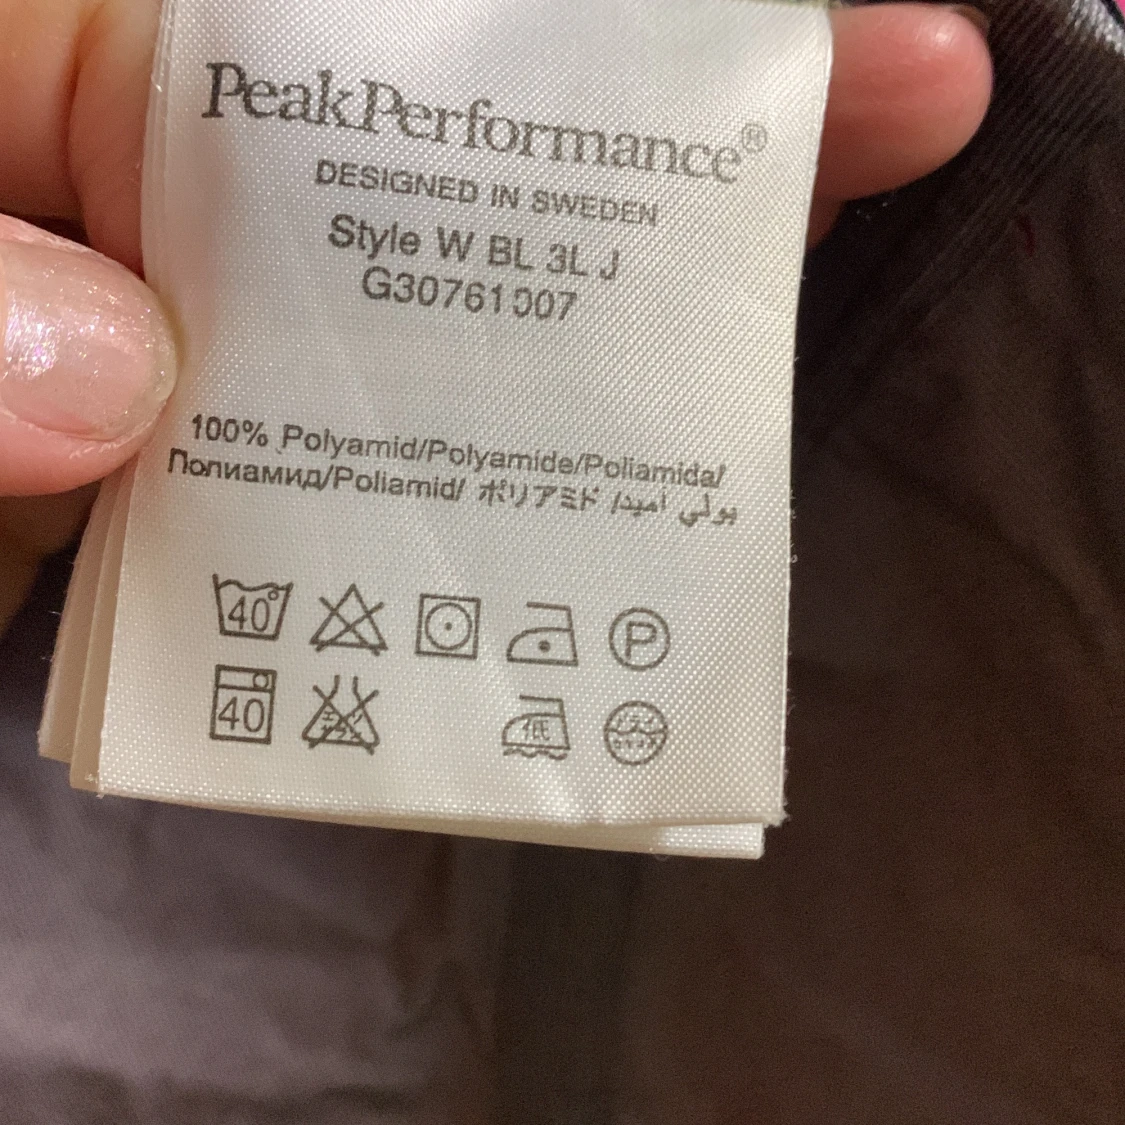 PeakPerformance®
DESIGNED IN SWEDEN
Style W BL 3L J
G30761007
100% Polyamid/Polyamide/Poliamida/
Полиамид/Poliamid/ ポリアミド /بولي اميد
40° P
40 低